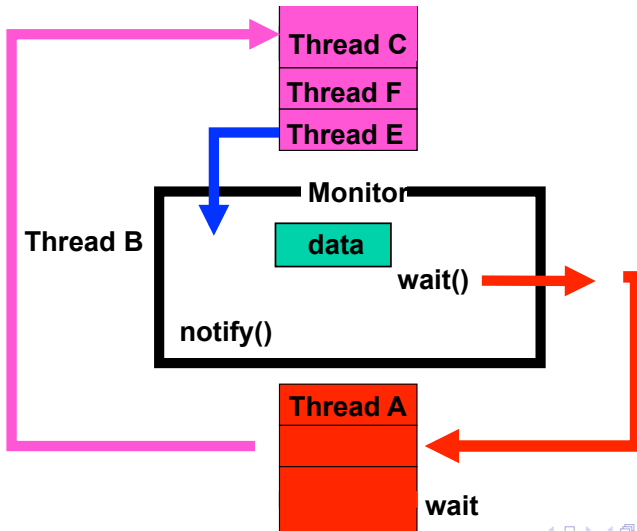 Thread C
Thread F
Thread E
Monitor
Thread B
data
wait()
notify()
Thread A
wait